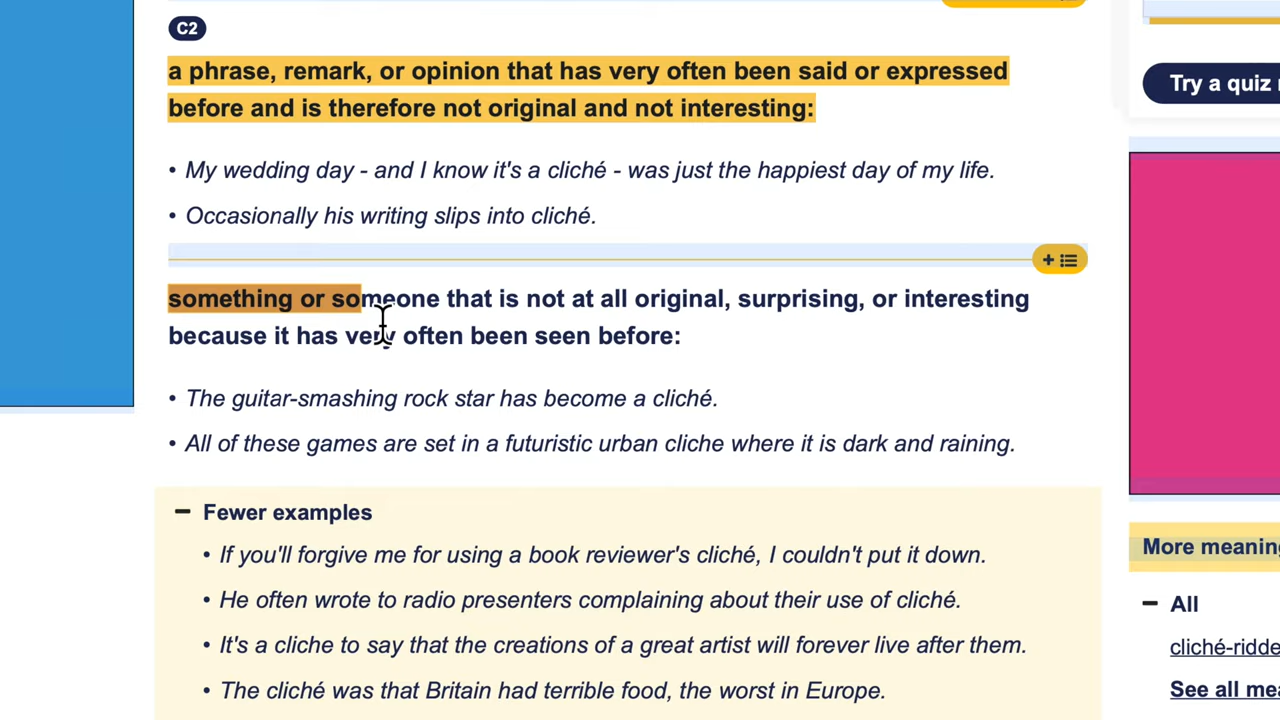 C2
a phrase, remark, or opinion that has very often been said or expressed
before and is therefore not original and not interesting:
• My wedding day - and I know it's a cliché - was just the happiest day of my life.
• Occasionally his writing slips into cliché.
something or someone that is not at all original, surprising, or interesting
because it has very often been seen before:
• The guitar-smashing rock star has become a cliché.
• All of these games are set in a futuristic urban cliche where it is dark and raining.
Fewer examples
• If you'll forgive me for using a book reviewer's cliché, I couldn't put it down.
• He often wrote to radio presenters complaining about their use of cliché.
• It's a cliche to say that the creations of a great artist will forever live after them.
• The cliché was that Britain had terrible food, the worst in Europe.
Try a quiz
More
All
See all